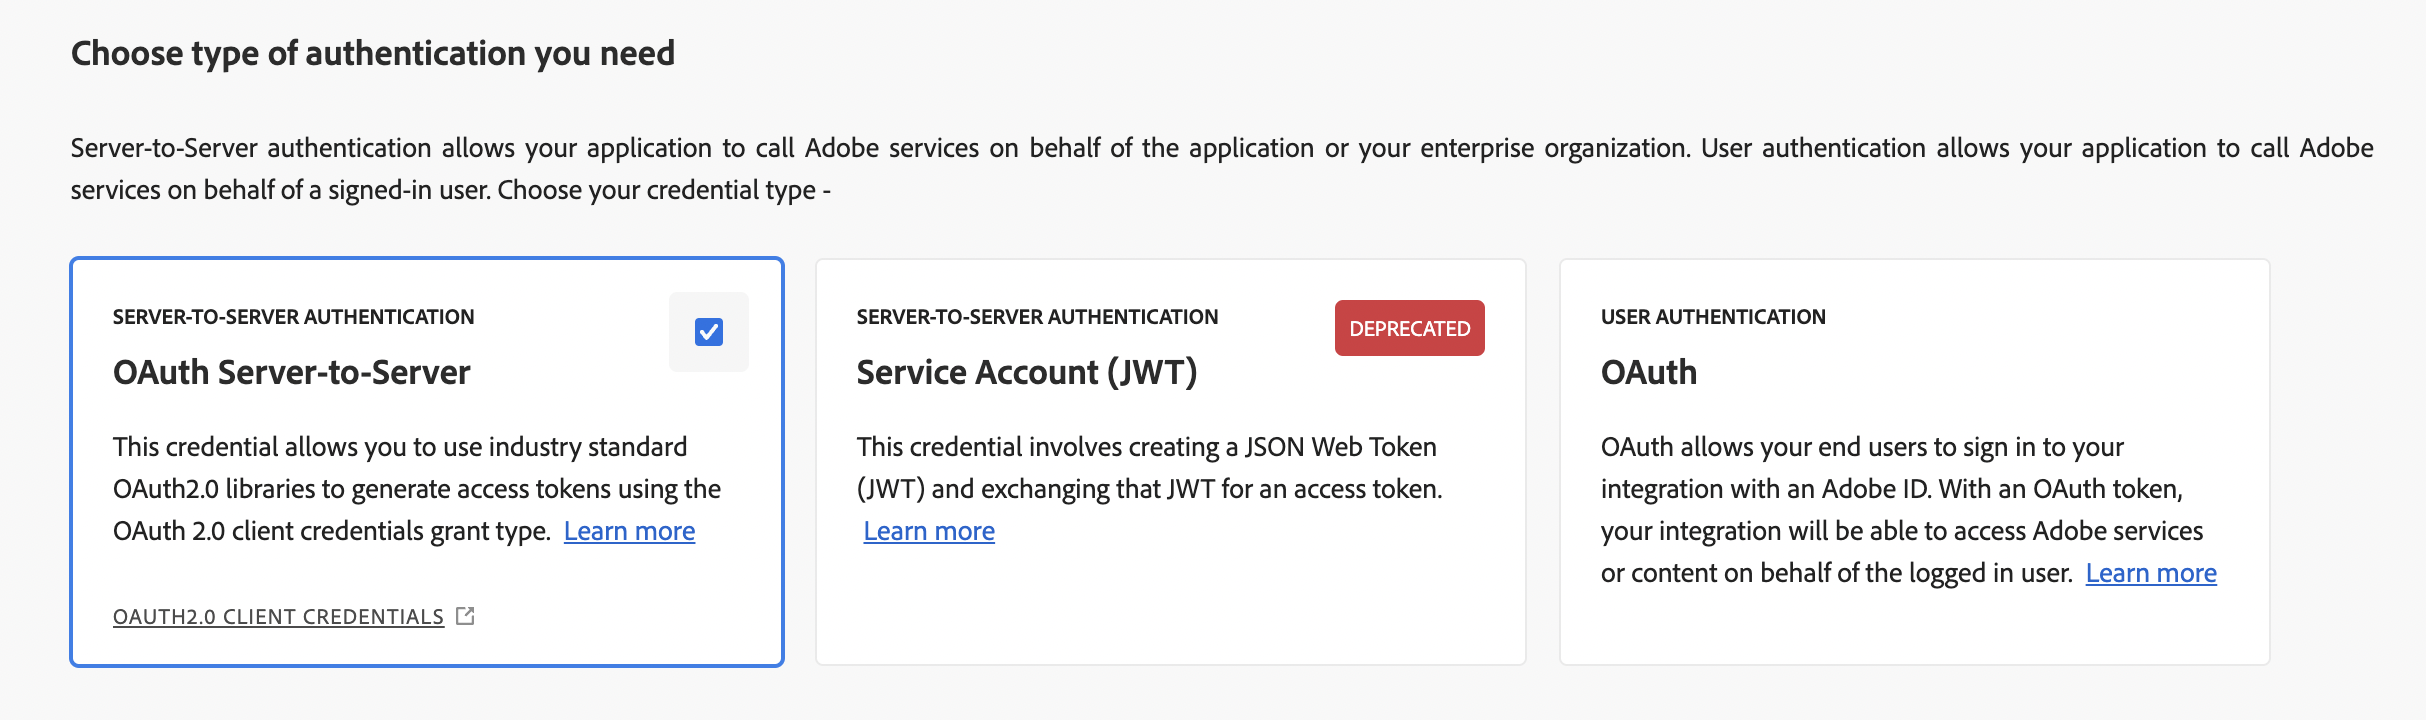 Choose type of authentication you need
Server-to-Server authentication allows your application to call Adobe services on behalf of the application or your enterprise organization. User authentication allows your application to call Adobe
services on behalf of a signed-in user. Choose your credential type -
SERVER-TO-SERVER AUTHENTICATION
OAuth Server-to-Server
This credential allows you to use industry standard
OAuth2.0 libraries to generate access tokens using the
OAuth 2.0 client credentials grant type. Learn more
OAUTH2.0 CLIENT CREDENTIALS
SERVER-TO-SERVER AUTHENTICATION
DEPRECATED
Service Account (JWT)
This credential involves creating a JSON Web Token
(JWT) and exchanging that JWT for an access token.
Learn more
USER AUTHENTICATION
OAuth
OAuth allows your end users to sign in to your
integration with an Adobe ID. With an OAuth token,
your integration will be able to access Adobe services
or content on behalf of the logged in user. Learn more